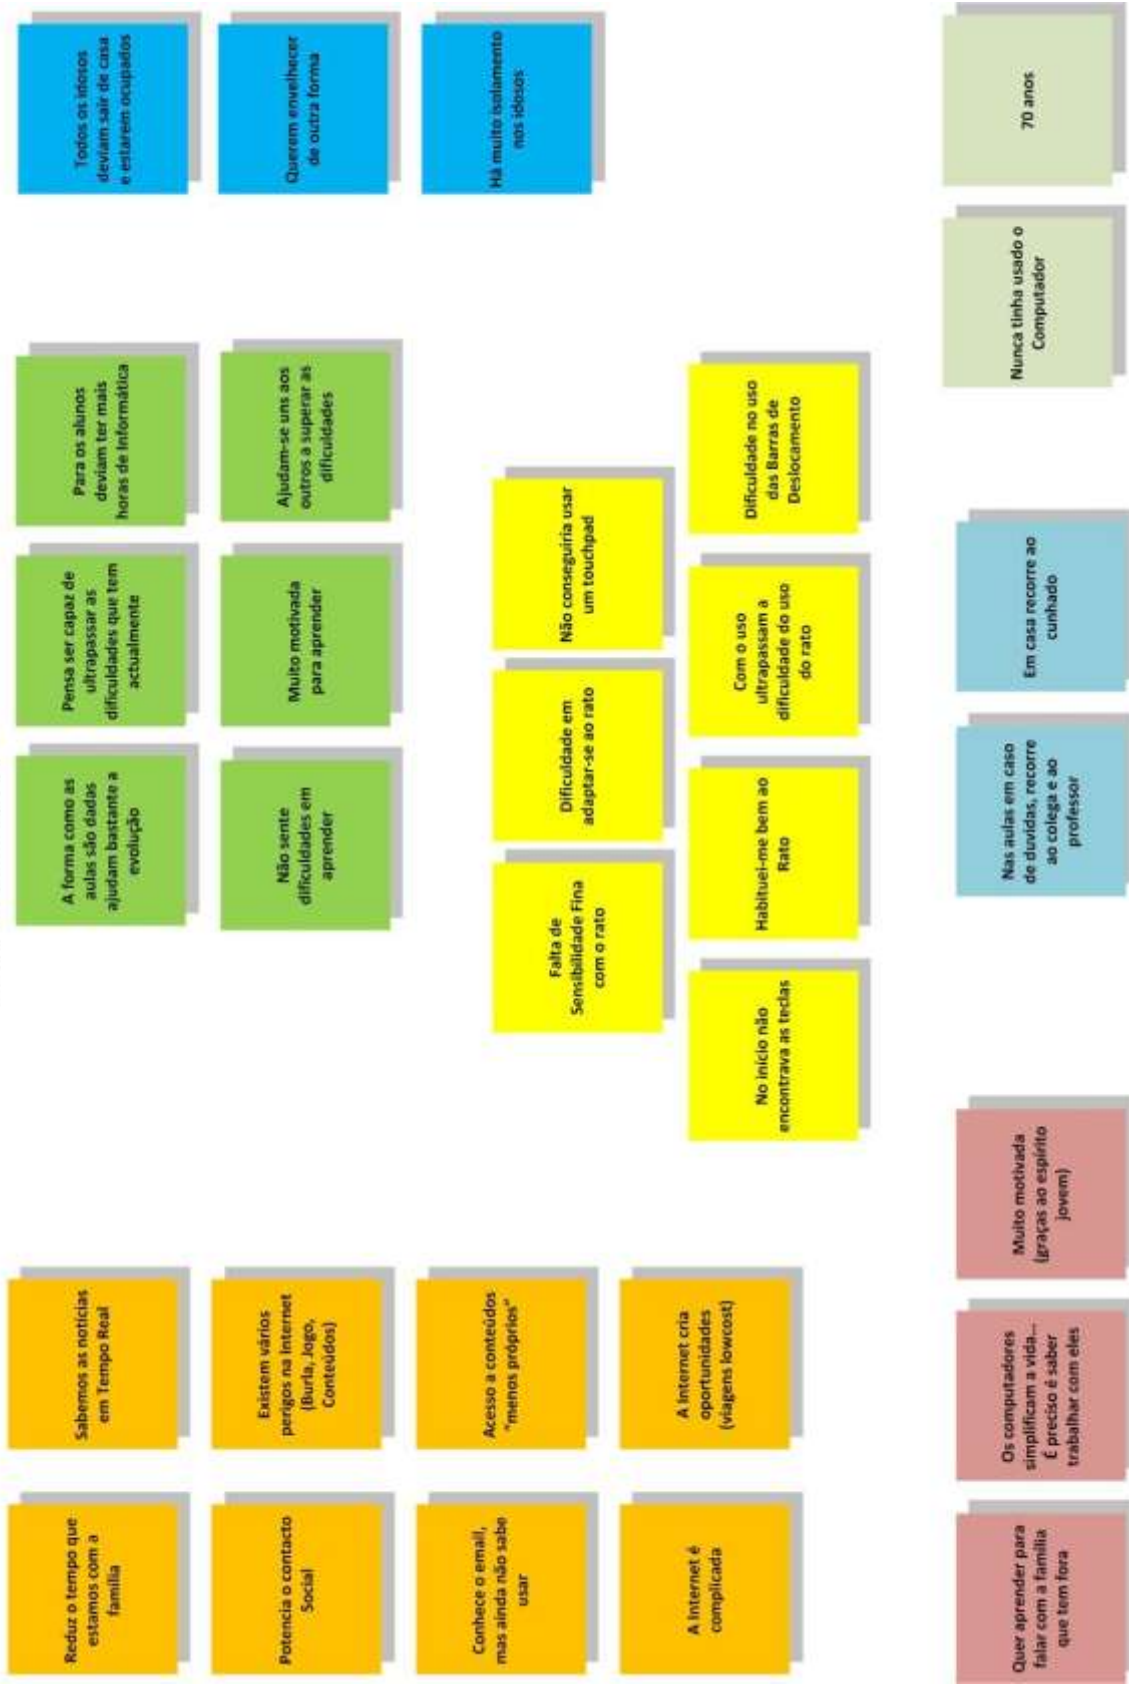 Reduz o tempo que
estamos com a
família
Sabemos as notícias
em Tempo Real
Potencia o contacto
Social
Existem vários
perigos na Internet
(Burla, Jogo,
Conteúdos)
Conhece o email,
mas ainda não sabe
usar
Acesso a conteúdos
"menos próprios"
A Internet é
complicada
A Internet cria
oportunidades
(viagens lowcost)
A forma como as
aulas são dadas
ajudam bastante a
evolução
Pensa ser capaz de
ultrapassar as
dificuldades que tem
actualmente
Para os alunos
deviam ter mais
horas de Informática
Não sente
dificuldades em
aprender
Muito motivada
para aprender
Ajudam-se uns aos
outros a superar as
dificuldades
Todos os idosos
deviam sair de casa
e estarem ocupados
Querem envelhecer
de outra forma
Há muito isolamento
nos idosos
Falta de
Sensibilidade Fina
com o rato
Dificuldade em
adaptar-se ao rato
Não conseguiria usar
um touchpad
No início não
encontrava as teclas
Habituei-me bem ao
Rato
Com o uso
ultrapassam a
dificuldade do uso
do rato
Dificuldade no uso
das Barras de
Deslocamento
Quer aprender para
falar com a família
que tem fora
Os computadores
simplificam a vida...
É preciso é saber
trabalhar com eles
Muito motivada
(graças ao espírito
jovem)
Nas aulas em caso
de duvidas, recorre
ao colega e ao
professor
Em casa recorre ao
cunhado
Nunca tinha usado o
Computador
70 anos